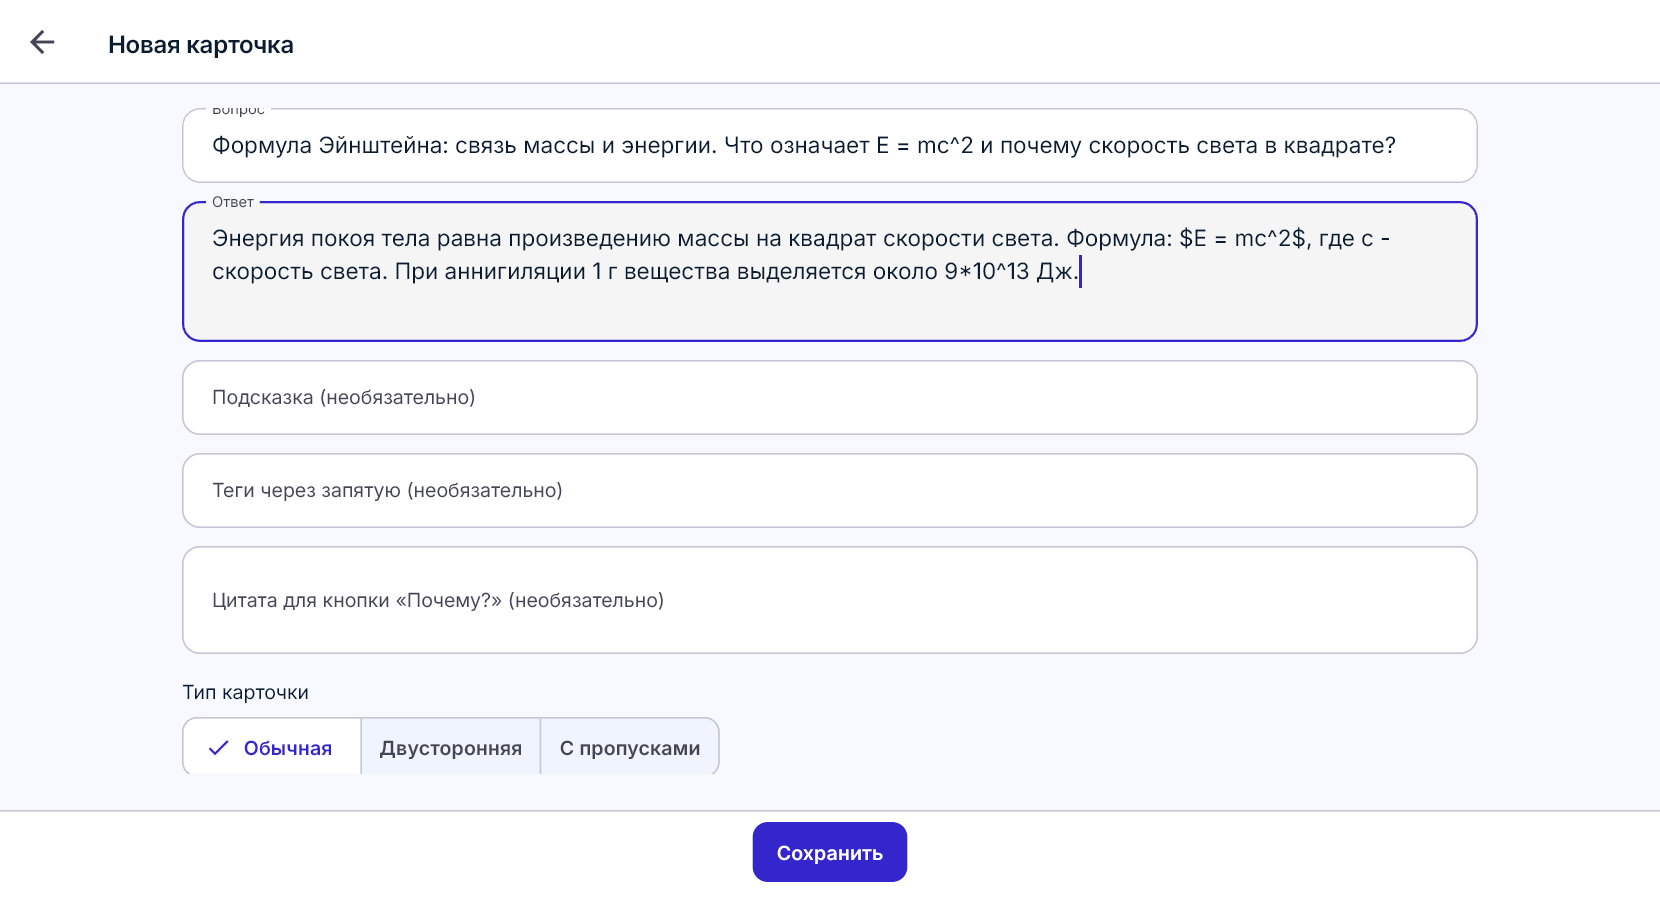 Новая карточка
Вопрос
Формула Эйнштейна: связь массы и энергии. Что означает E = mc^2 и почему скорость света в квадрате?
Ответ
Энергия покоя тела равна произведению массы на квадрат скорости света. Формула: $E = mc^2$, где c -
скорость света. При аннигиляции 1 г вещества выделяется около 9*10^13 Дж.
Подсказка (необязательно)
Теги через запятую (необязательно)
Цитата для кнопки «Почему?» (необязательно)
Тип карточки
Обычная Двусторонняя С пропусками
Сохранить